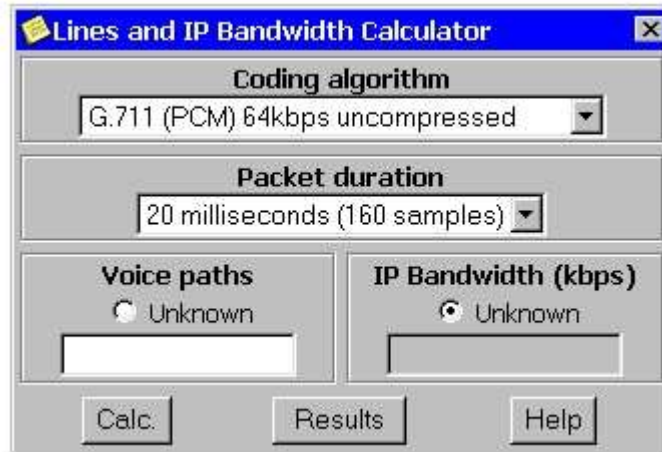 Lines and IP Bandwidth Calculator
Coding algorithm
G.711 (PCM) 64kbps uncompressed
Packet duration
20 milliseconds (160 samples)
Voice paths
Unknown
IP Bandwidth (kbps)
Unknown
Calc.
Results
Help